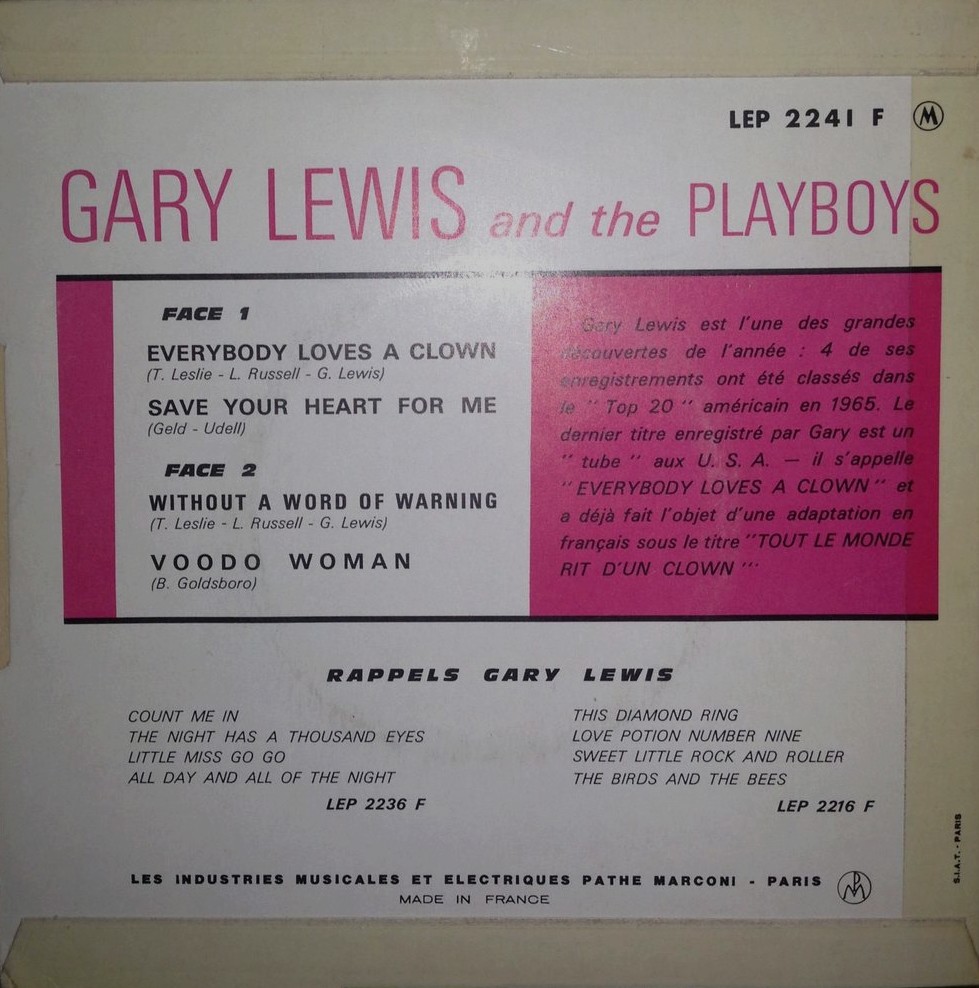 LEP 2241 F M
GARY LEWIS and the PLAYBOYS
FACE 1
EVERYBODY LOVES A CLOWN
(T. Leslie - L. Russell - G. Lewis)
SAVE YOUR HEART FOR ME
(Geld - Udell)
FACE 2
WITHOUT A WORD OF WARNING
(T. Leslie - L. Russell - G. Lewis)
VOODO WOMAN
(B. Goldsboro)
Gary Lewis est l'une des grandes
découvertes de l'année : 4 de ses
enregistrements ont été classés dans
le '' Top 20 '' américain en 1965. Le
dernier titre enregistré par Gary est un
'' tube '' aux U. S. A. — il s'appelle
'' EVERYBODY LOVES A CLOWN '' et
a déjà fait l'objet d'une adaptation en
français sous le titre ''TOUT LE MONDE
RIT D'UN CLOWN '''
RAPPELS GARY LEWIS
COUNT ME IN
THE NIGHT HAS A THOUSAND EYES
LITTLE MISS GO GO
ALL DAY AND ALL OF THE NIGHT
LEP 2236 F
THIS DIAMOND RING
LOVE POTION NUMBER NINE
SWEET LITTLE ROCK AND ROLLER
THE BIRDS AND THE BEES
LEP 2216 F
LES INDUSTRIES MUSICALES ET ELECTRIQUES PATHE MARCONI - PARIS
MADE IN FRANCE
PM
S.I.A.T. - PARIS